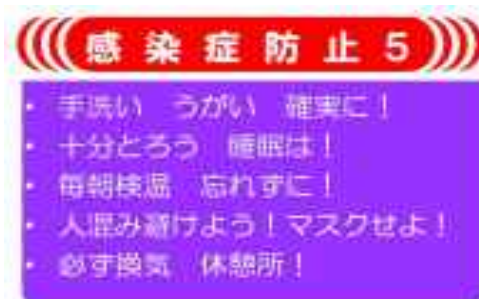 感染症防止5
・ 手洗い うがい 確実に!
・ 十分とろう 睡眠は!
・ 毎朝検温 忘れずに!
・ 人混み避けよう!マスクせよ!
・ 必ず換気 休憩所!